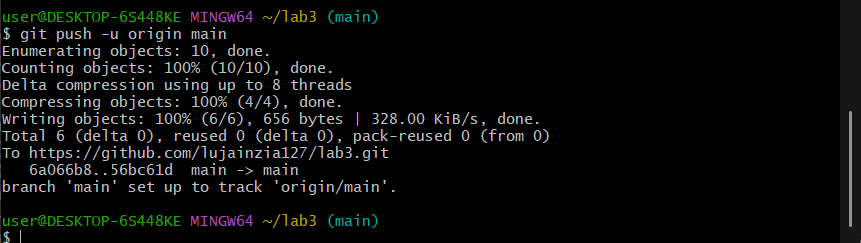 user@DESKTOP-6S448KE MINGW64 ~/lab3 (main)
$ git push -u origin main
Enumerating objects: 10, done.
Counting objects: 100% (10/10), done.
Delta compression using up to 8 threads
Compressing objects: 100% (4/4), done.
Writing objects: 100% (6/6), 656 bytes | 328.00 KiB/s, done.
Total 6 (delta 0), reused 0 (delta 0), pack-reused 0 (from 0)
To https://github.com/lujainzia127/lab3.git
   6a066b8..56bc61d  main -> main
branch 'main' set up to track 'origin/main'.
user@DESKTOP-6S448KE MINGW64 ~/lab3 (main)
$